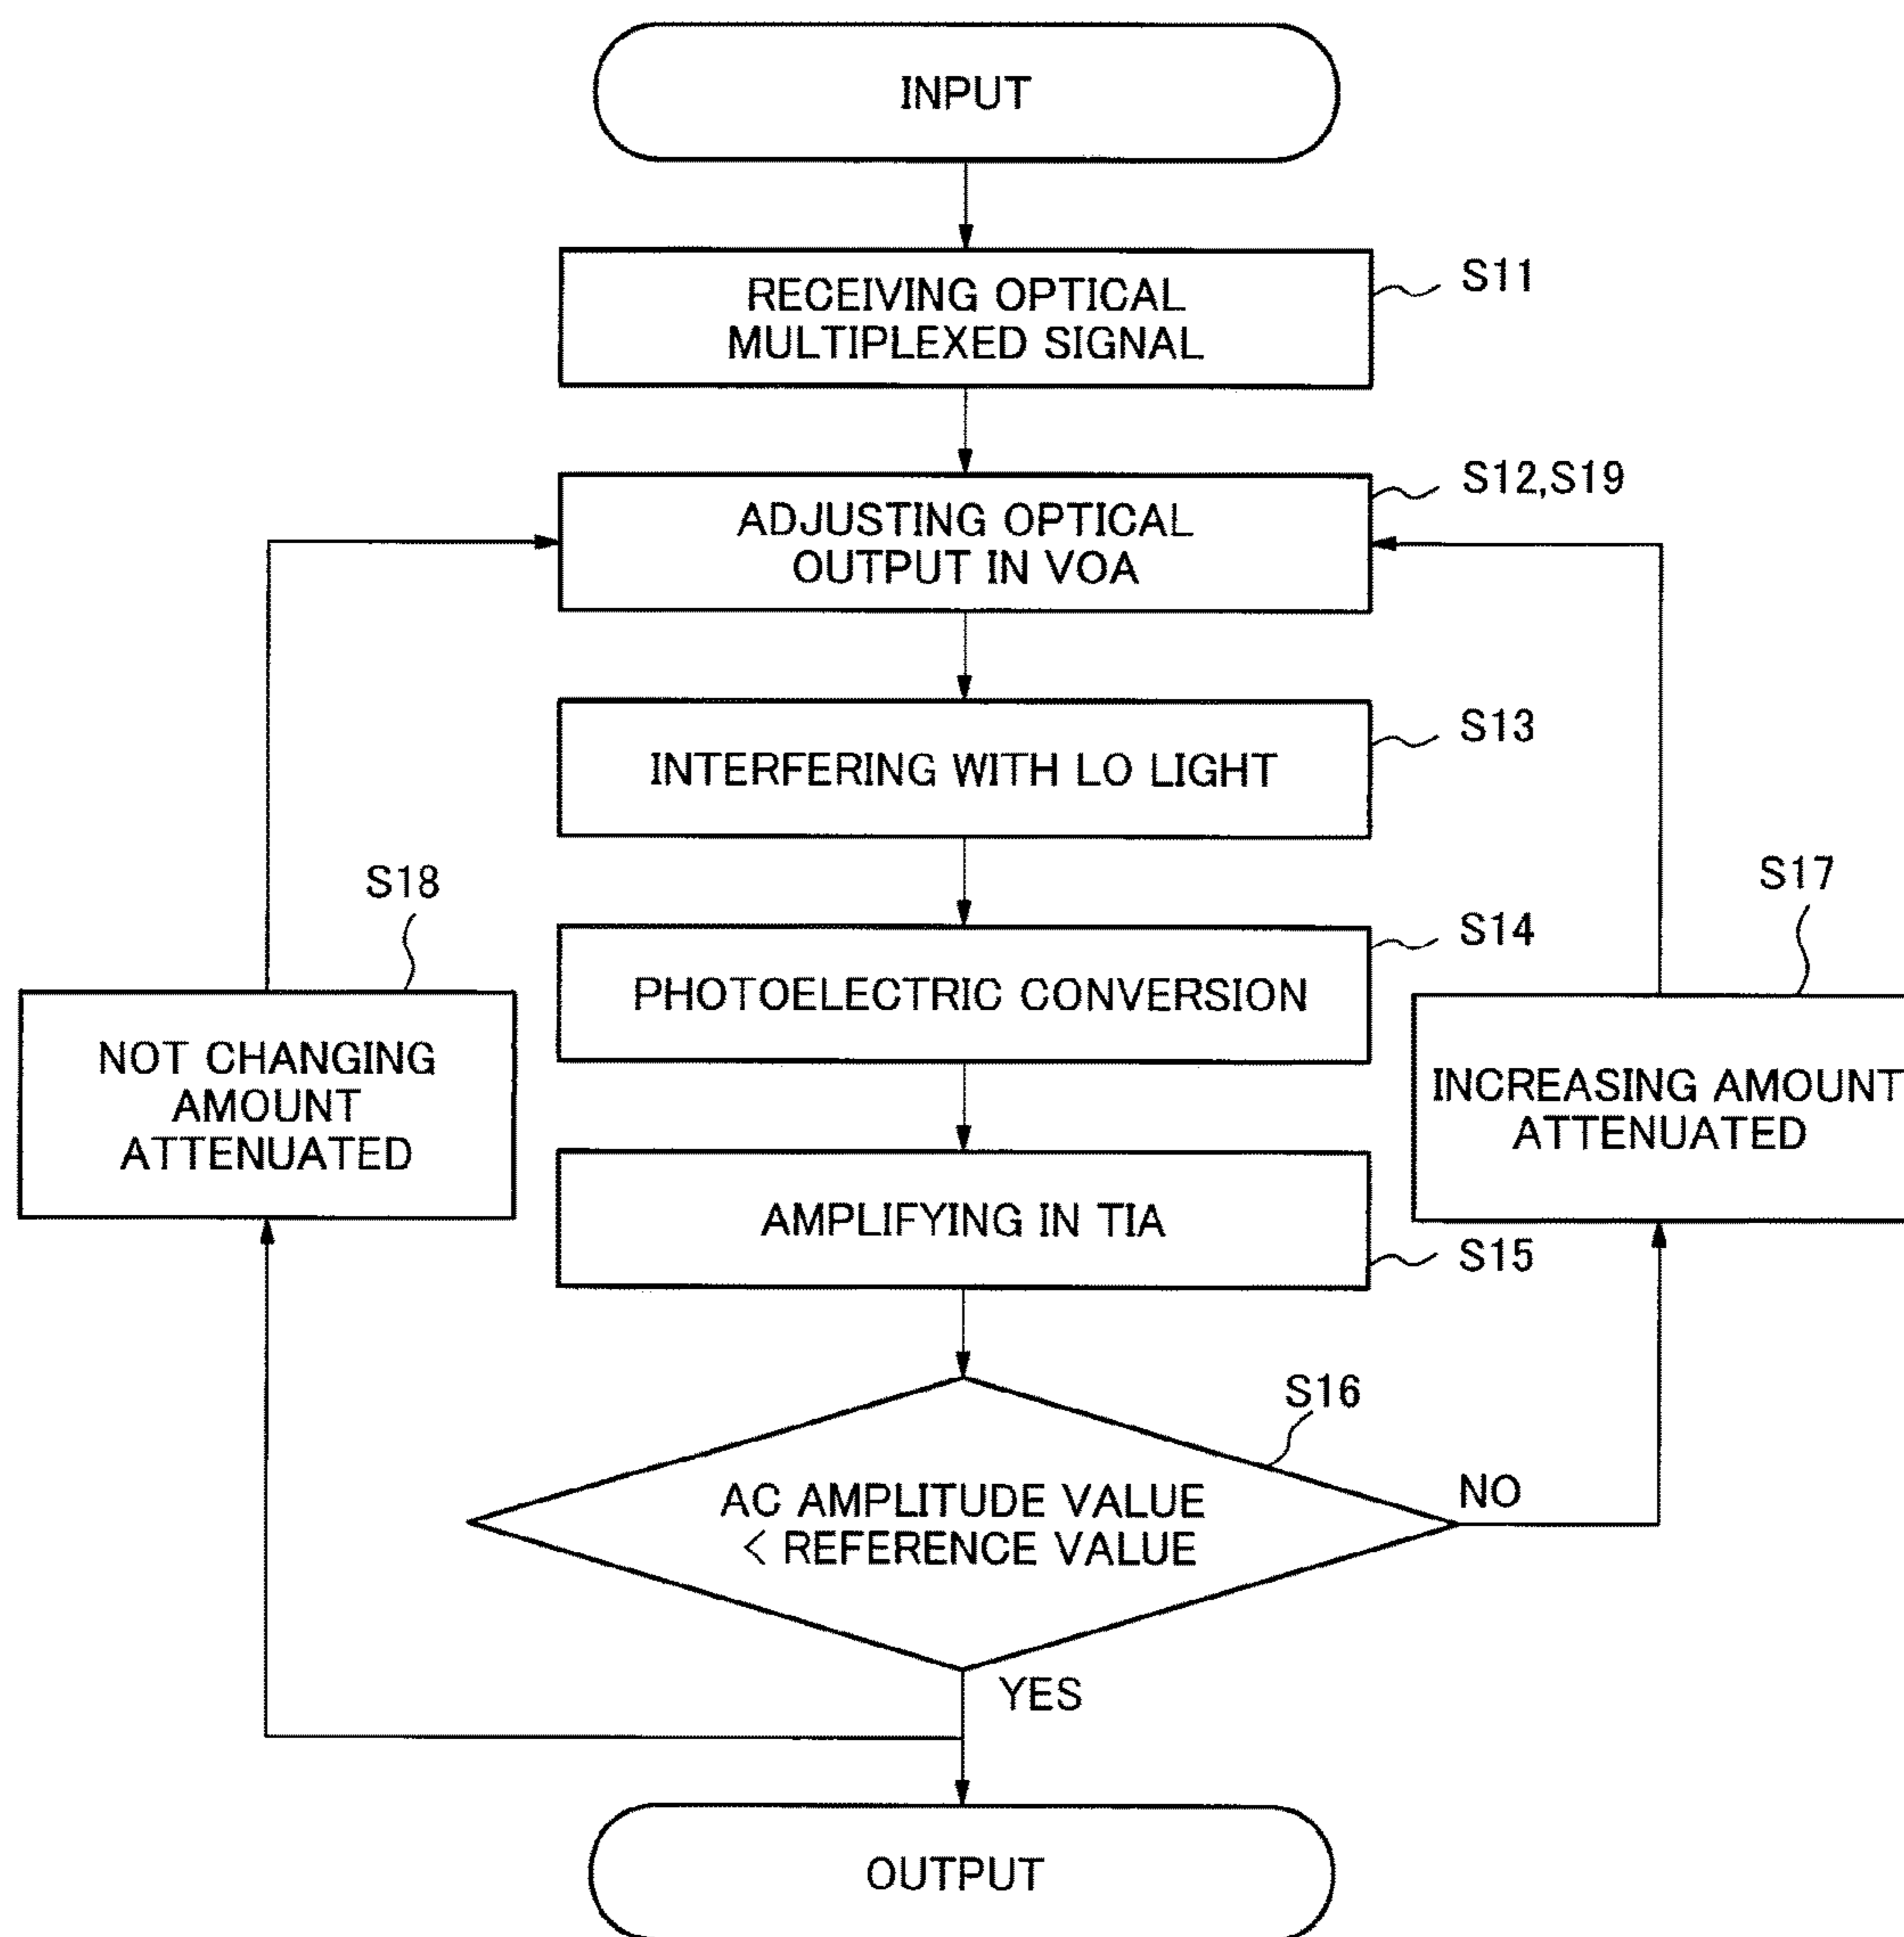 INPUT
RECEIVING OPTICAL
MULTIPLEXED SIGNAL
S11
ADJUSTING OPTICAL
OUTPUT IN VOA
S12,S19
INTERFERING WITH LO LIGHT
S13
PHOTOELECTRIC CONVERSION
S14
S18
NOT CHANGING
AMOUNT
ATTENUATED
S17
INCREASING AMOUNT
ATTENUATED
AMPLIFYING IN TIA
S15
S16
AC AMPLITUDE VALUE
< REFERENCE VALUE
NO
YES
OUTPUT